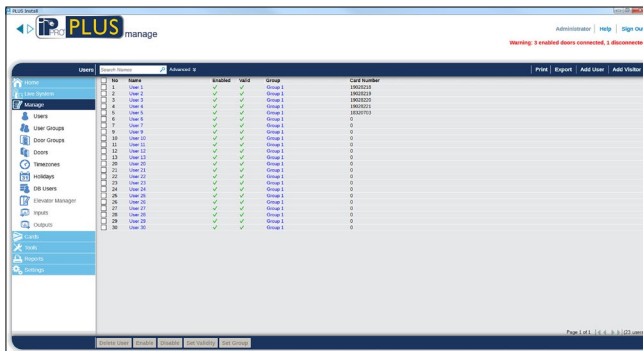 PLUS Install
iPRO PLUS manage
Administrator Help Sign Out
Warning: 3 enabled doors connected, 1 disconnected
Users Search Names Advanced Print Export Add User Add Visitor
No Name Enabled Valid Group Card Number
1 User 1 Group 1 19028218
2 User 2 Group 1 19028219
3 User 3 Group 1 19028220
4 User 4 Group 1 19028221
5 User 5 Group 1 18320703
6 User 6 Group 1 0
7 User 7 Group 1 0
9 User 9 Group 1 0
10 User 10 Group 1 0
11 User 11 Group 1 0
12 User 12 Group 1 0
13 User 13 Group 1 0
20 User 20 Group 1 0
21 User 21 Group 1 0
22 User 22 Group 1 0
23 User 23 Group 1 0
24 User 24 Group 1 0
25 User 25 Group 1 0
26 User 26 Group 1 0
27 User 27 Group 1 0
28 User 28 Group 1 0
29 User 29 Group 1 0
30 User 30 Group 1 0
Home
Live System
Manage
Users
User Groups
Door Groups
Doors
Timezones
Holidays
DB Users
Elevator Manager
Inputs
Outputs
Cards
Tools
Reports
Settings
Page 1 of 1 (23 users
Delete User Enable Disable Set Validity Set Group